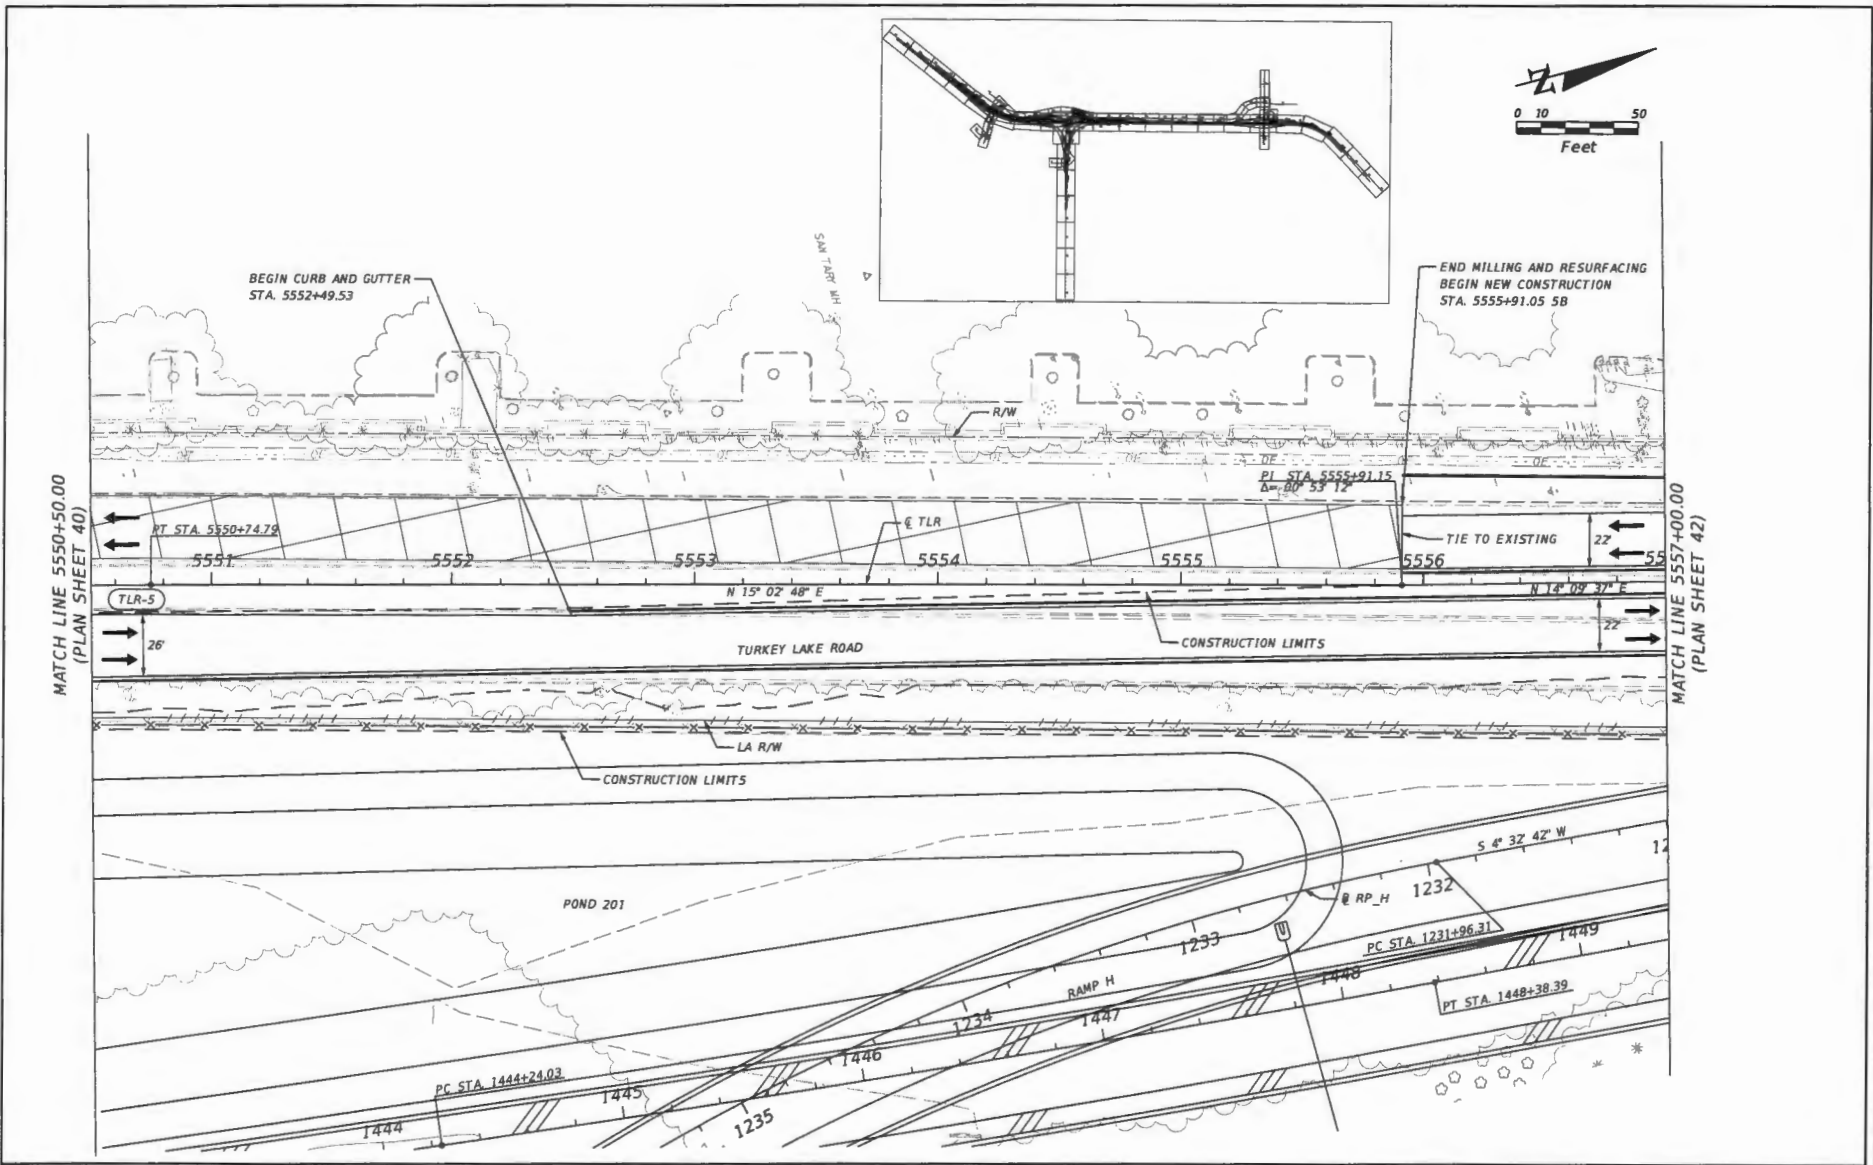 N
0 10 50
Feet
SANITARY MH
BEGIN CURB AND GUTTER
STA. 5552+49.53
END MILLING AND RESURFACING
BEGIN NEW CONSTRUCTION
STA. 5555+91.05 SB
R/W
OE
OE
PI STA. 5555+91.15
Δ= 00° 53' 12"
MATCH LINE 5550+50.00
(PLAN SHEET 40)
MATCH LINE 5557+00.00
(PLAN SHEET 42)
PT STA. 5550+74.79
℄ TLR
TIE TO EXISTING
22'
5551 5552 5553 5554 5555 5556 55
TLR-5
N 15° 02' 48" E
N 14° 09' 37" E
26'
22'
CONSTRUCTION LIMITS
TURKEY LAKE ROAD
LA R/W
CONSTRUCTION LIMITS
S 4° 32' 42" W
12
1232
RP_H
POND 201
1233
PC STA. 1231+96.31
1449
1448
RAMP H
PT STA. 1448+38.39
1234
1447
1446
PC STA. 1444+24.03
1445
1235
1444